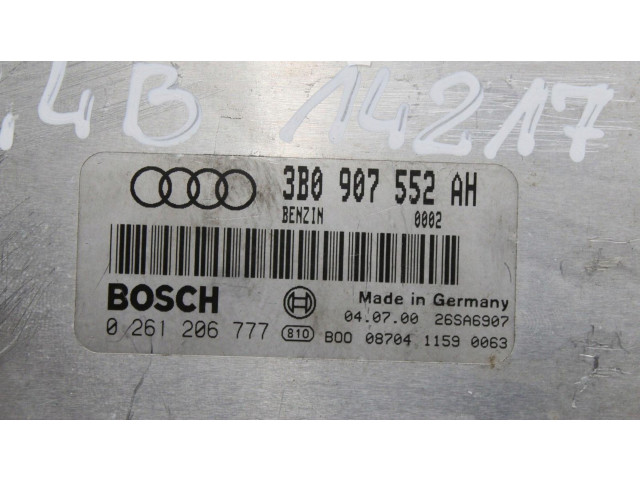 .4B 14217
3B0 907 552 AH
BENZIN 0002
BOSCH Made in Germany
04.07.00 26SA6907
0 261 206 777 810 B00 08704 1159 0063